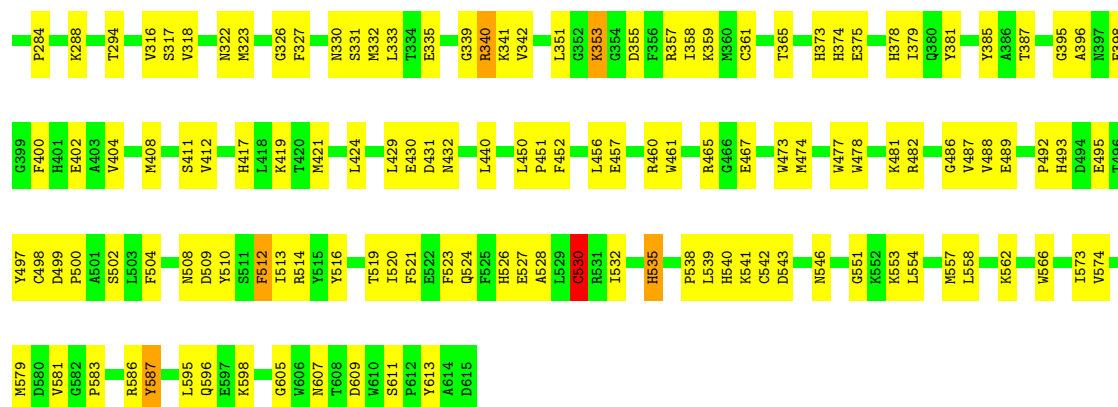 P284 K288 T294 V316 S317 V318 N322 M323 G326 F327 N330 S331 M332 L333 T334 E335 G339 R340 K341 V342 L351 G352 K353 G354 D355 F356 R357 I358 K359 M360 C361 T365 H373 H374 E375 H378 I379 Q380 Y381 Y385 A386 T387 G395 A396 N397 E398
G399 F400 H401 E402 A403 V404 M408 S411 V412 H417 L418 K419 T420 M421 L424 L429 E430 D431 N432 L440 L450 P451 F452 L456 E457 R460 W461 R465 G466 E467 W473 M474 W477 W478 K481 R482 G486 V487 V488 E489 P492 H493 D494 E495 T496
Y497 C498 D499 P500 A501 S502 L503 F504 N508 D509 Y510 S511 F512 I513 R514 Y515 Y516 T519 I520 F521 E522 F523 Q524 F525 H526 E527 A528 L529 C530 R531 I532 H535 P538 L539 H540 K541 C542 D543 N546 G551 K552 K553 L554 M557 L558 K562 W566 I573 V574
M579 D580 V581 G582 P583 R586 Y587 L595 Q596 E597 K598 G605 W606 N607 T608 D609 W610 S611 P612 Y613 A614 D615